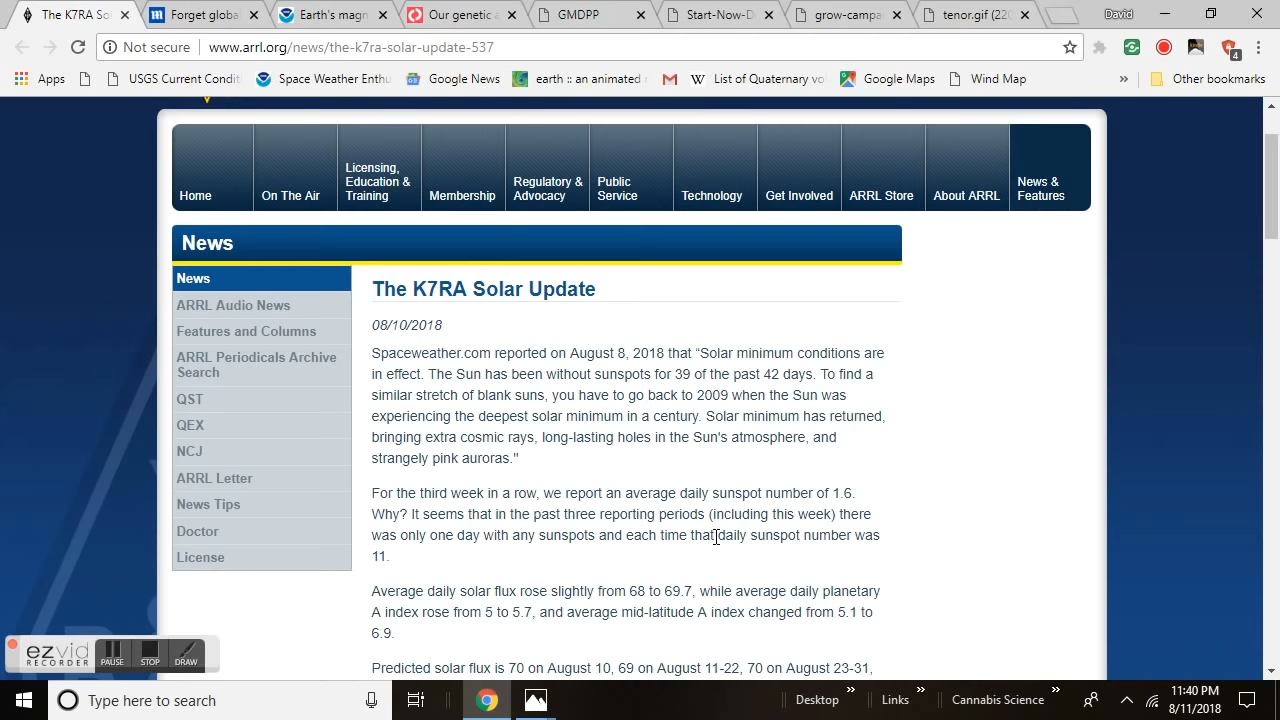 The K7RA So
Forget globa
Earth's magn
Our genetic a
GMDPP
Start-Now-D
grow-campa
tenor.gif (220
David
Not secure
www.arrl.org/news/the-k7ra-solar-update-537
4
Apps
USGS Current Condit
Space Weather Enthu
Google News
earth :: an animated
List of Quaternary vo
Google Maps
Wind Map
»
Other bookmarks
Home
On The Air
Licensing,
Education &
Training
Membership
Regulatory &
Advocacy
Public
Service
Technology
Get Involved
ARRL Store
About ARRL
News &
Features
News
News
ARRL Audio News
Features and Columns
ARRL Periodicals Archive
Search
QST
QEX
NCJ
ARRL Letter
News Tips
Doctor
License
The K7RA Solar Update
08/10/2018
Spaceweather.com reported on August 8, 2018 that “Solar minimum conditions are
in effect. The Sun has been without sunspots for 39 of the past 42 days. To find a
similar stretch of blank suns, you have to go back to 2009 when the Sun was
experiencing the deepest solar minimum in a century. Solar minimum has returned,
bringing extra cosmic rays, long-lasting holes in the Sun's atmosphere, and
strangely pink auroras."
For the third week in a row, we report an average daily sunspot number of 1.6.
Why? It seems that in the past three reporting periods (including this week) there
was only one day with any sunspots and each time that daily sunspot number was
11.
Average daily solar flux rose slightly from 68 to 69.7, while average daily planetary
A index rose from 5 to 5.7, and average mid-latitude A index changed from 5.1 to
6.9.
Predicted solar flux is 70 on August 10, 69 on August 11-22, 70 on August 23-31,
ezvid
RECORDER
PAUSE
STOP
DRAW
Type here to search
Desktop
»
Links
»
Cannabis Science
»
11:40 PM
8/11/2018